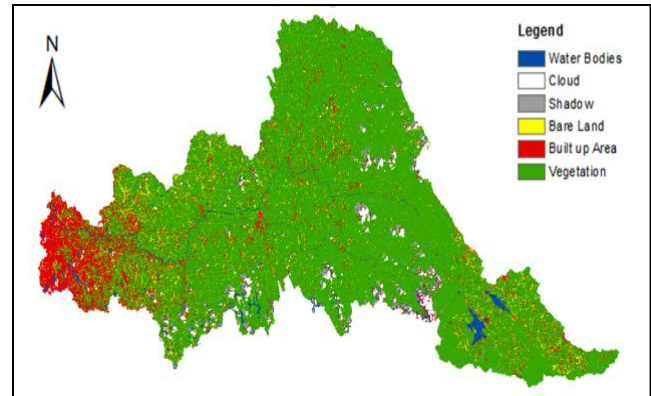 N
Legend
Water Bodies
Cloud
Shadow
Bare Land
Built up Area
Vegetation